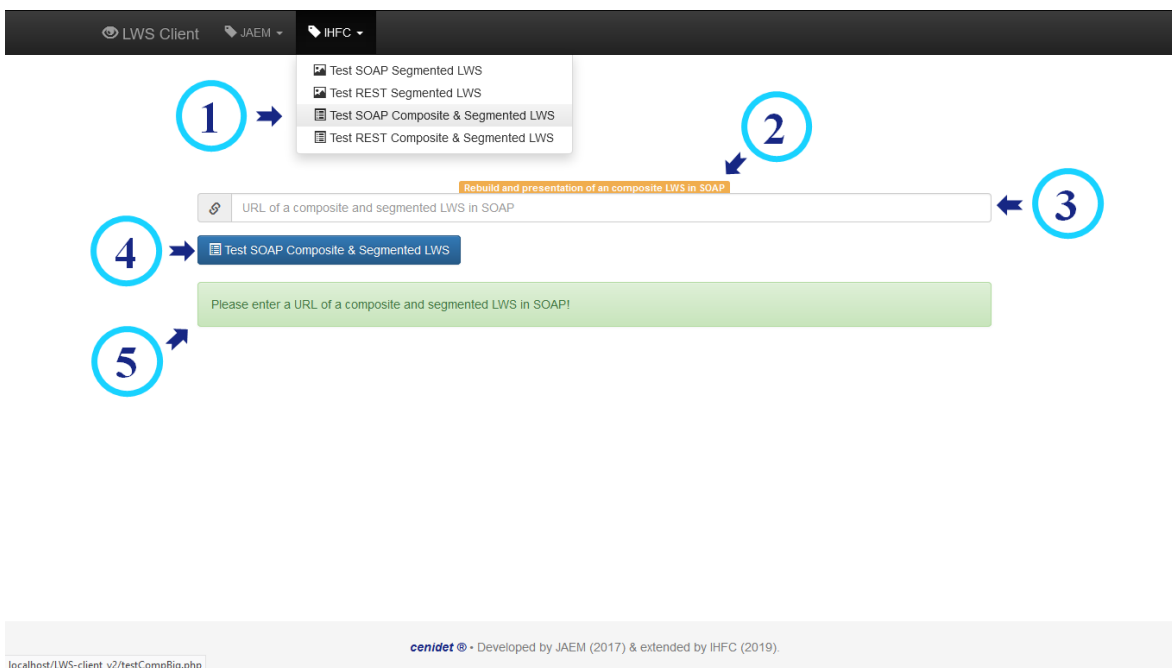 LWS Client JAEM IHFC
Test SOAP Segmented LWS
Test REST Segmented LWS
1
Test SOAP Composite & Segmented LWS
Test REST Composite & Segmented LWS
2
Rebuild and presentation of an composite LWS in SOAP
URL of a composite and segmented LWS in SOAP
3
4
Test SOAP Composite & Segmented LWS
Please enter a URL of a composite and segmented LWS in SOAP!
5
cenidet ® • Developed by JAEM (2017) & extended by IHFC (2019).
localhost/LWS-client_v2/testCompBig.php